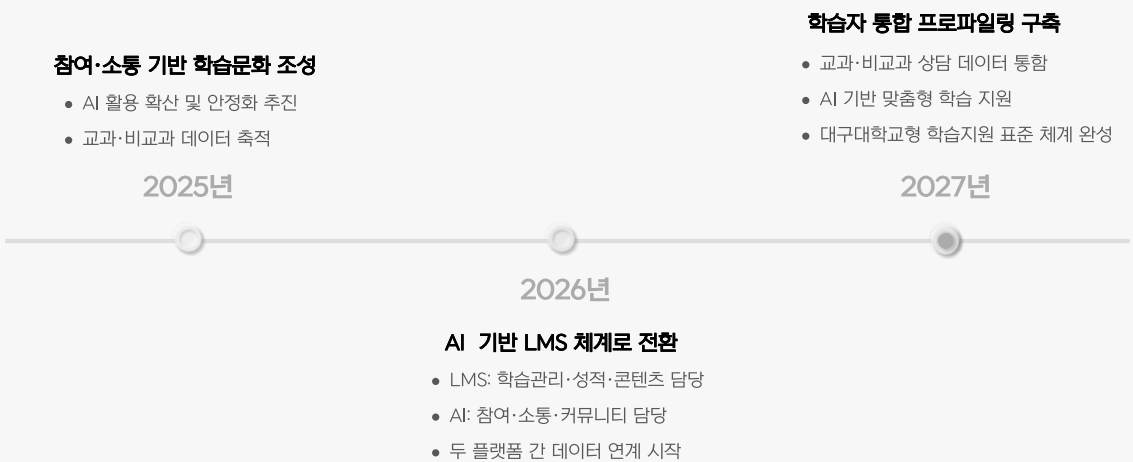 참여·소통 기반 학습문화 조성
• AI 활용 확산 및 안정화 추진
• 교과·비교과 데이터 축적
2025년
2026년
AI 기반 LMS 체계로 전환
• LMS: 학습관리·성적·콘텐츠 담당
• AI: 참여·소통·커뮤니티 담당
• 두 플랫폼 간 데이터 연계 시작
학습자 통합 프로파일링 구축
• 교과·비교과 상담 데이터 통합
• AI 기반 맞춤형 학습 지원
• 대구대학교형 학습지원 표준 체계 완성
2027년